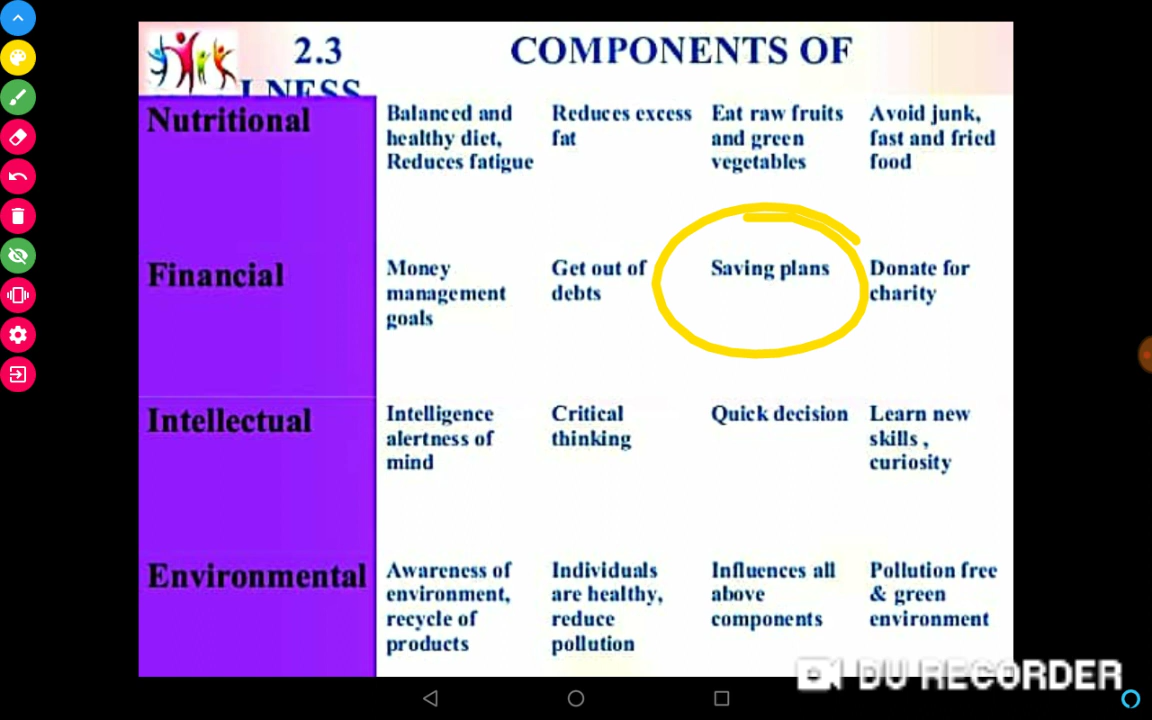 2.3 COMPONENTS OF
LNESS
Nutritional
Balanced and
healthy diet,
Reduces fatigue
Reduces excess
fat
Eat raw fruits
and green
vegetables
Avoid junk,
fast and fried
food
Financial
Money
management
goals
Get out of
debts
Saving plans
Donate for
charity
Intellectual
Intelligence
alertness of
mind
Critical
thinking
Quick decision
Learn new
skills ,
curiosity
Environmental
Awareness of
environment,
recycle of
products
Individuals
are healthy,
reduce
pollution
Influences all
above
components
Pollution free
& green
environment
DU RECORDER